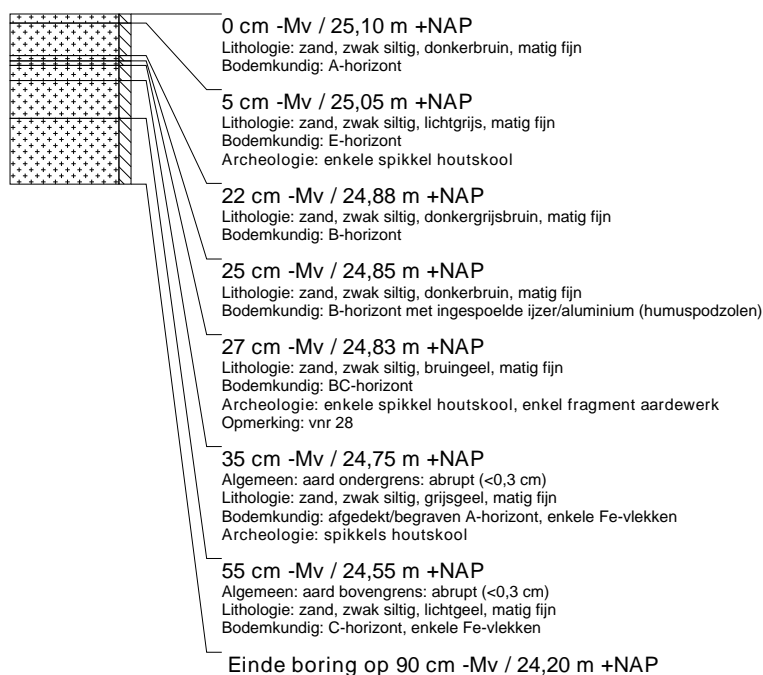 0 cm -Mv / 25,10 m +NAP
Lithologie: zand, zwak siltig, donkerbruin, matig fijn
Bodemkundig: A-horizont
5 cm -Mv / 25,05 m +NAP
Lithologie: zand, zwak siltig, lichtgrijs, matig fijn
Bodemkundig: E-horizont
Archeologie: enkele spikkel houtskool
22 cm -Mv / 24,88 m +NAP
Lithologie: zand, zwak siltig, donkergrijsbruin, matig fijn
Bodemkundig: B-horizont
25 cm -Mv / 24,85 m +NAP
Lithologie: zand, zwak siltig, donkerbruin, matig fijn
Bodemkundig: B-horizont met ingespoelde ijzer/aluminium (humuspodzolen)
27 cm -Mv / 24,83 m +NAP
Lithologie: zand, zwak siltig, bruingeel, matig fijn
Bodemkundig: BC-horizont
Archeologie: enkele spikkel houtskool, enkel fragment aardewerk
Opmerking: vnr 28
35 cm -Mv / 24,75 m +NAP
Algemeen: aard ondergrens: abrupt (<0,3 cm)
Lithologie: zand, zwak siltig, grijsgeel, matig fijn
Bodemkundig: afgedekt/begraven A-horizont, enkele Fe-vlekken
Archeologie: spikkels houtskool
55 cm -Mv / 24,55 m +NAP
Algemeen: aard bovengrens: abrupt (<0,3 cm)
Lithologie: zand, zwak siltig, lichtgeel, matig fijn
Bodemkundig: C-horizont, enkele Fe-vlekken
Einde boring op 90 cm -Mv / 24,20 m +NAP